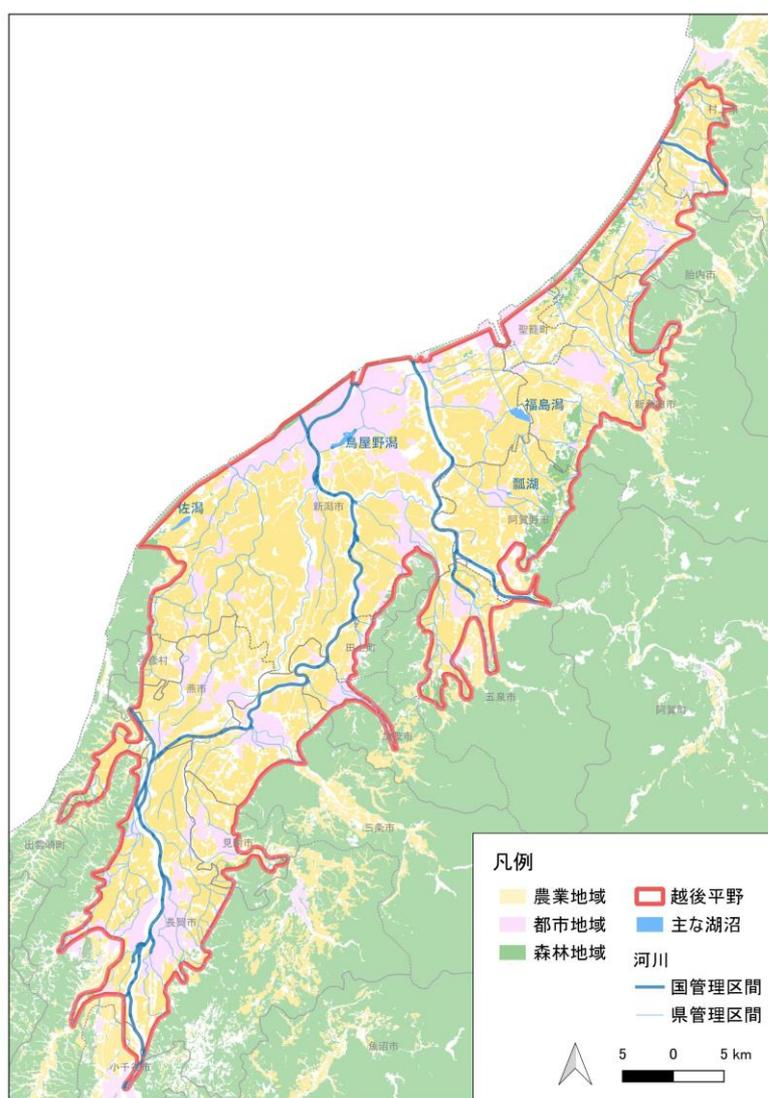 胎内市
聖籠町
福島潟
新発田市
鳥屋野潟
瓢湖
佐潟
新潟市
阿賀野市
田上町
弥彦村
燕市
五泉市
阿賀町
加茂市
三条市
出雲崎町
見附市
長岡市
魚沼市
小千谷市
凡例
農業地域
都市地域
森林地域
越後平野
主な湖沼
河川
国管理区間
県管理区間
5 0 5 km